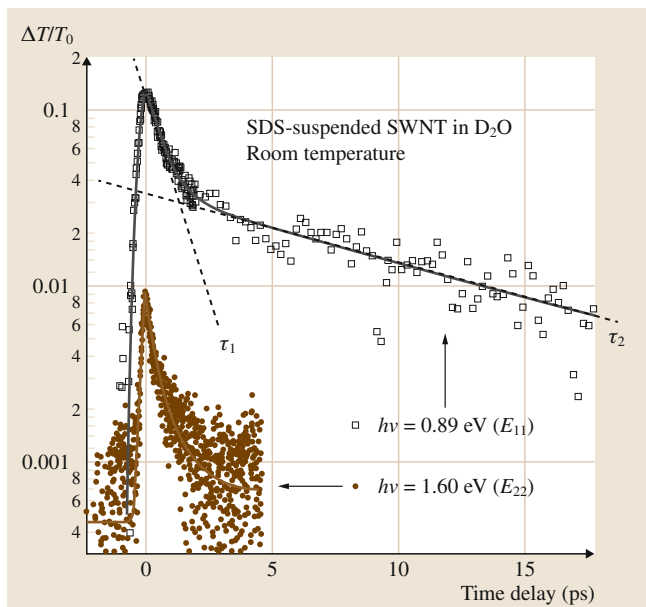 ΔT/T₀
2
0.1
8
6
4
2
0.01
8
6
4
2
0.001
8
6
4
SDS-suspended SWNT in D₂O
Room temperature
τ₁
τ₂
hν = 0.89 eV (E₁₁)
hν = 1.60 eV (E₂₂)
0
5
10
15
Time delay (ps)